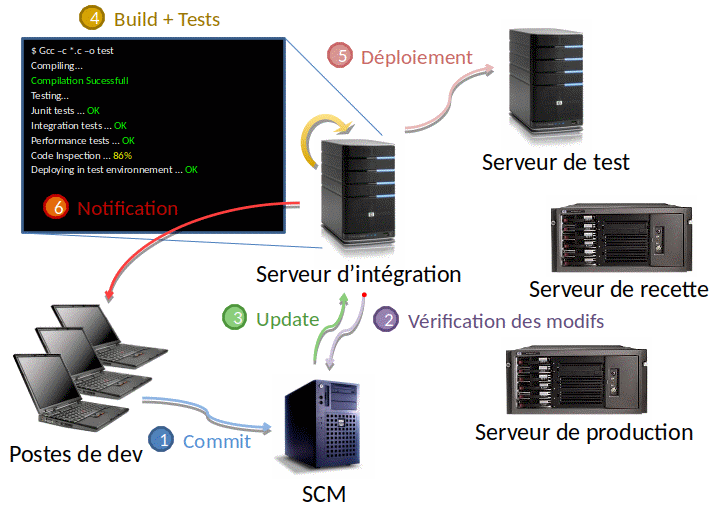 4 Build + Tests
$ Gcc –c *.c –o test
Compiling...
Compilation Sucessfull
Testing...
Junit tests ... OK
Integration tests ... OK
Performance tests ... OK
Code Inspection ... 86%
Deploying in test environnement ... OK
5 Déploiement
Serveur de test
6 Notification
Serveur d’intégration
Serveur de recette
3 Update
2 Vérification des modifs
Serveur de production
Postes de dev
1 Commit
SCM